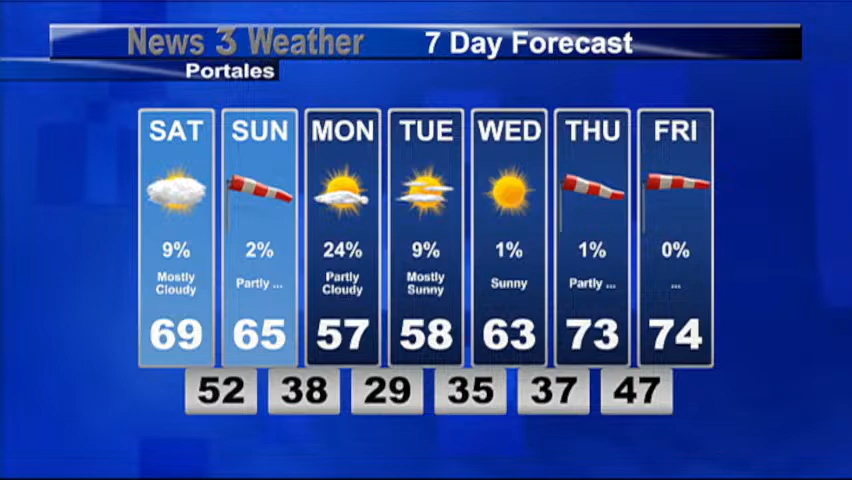 News 3 Weather
7 Day Forecast
Portales
SAT
SUN
MON
TUE
WED
THU
FRI
9%
2%
24%
9%
1%
1%
0%
Mostly
Cloudy
Partly ...
Partly
Cloudy
Mostly
Sunny
Sunny
Partly ...
...
69
65
57
58
63
73
74
52
38
29
35
37
47